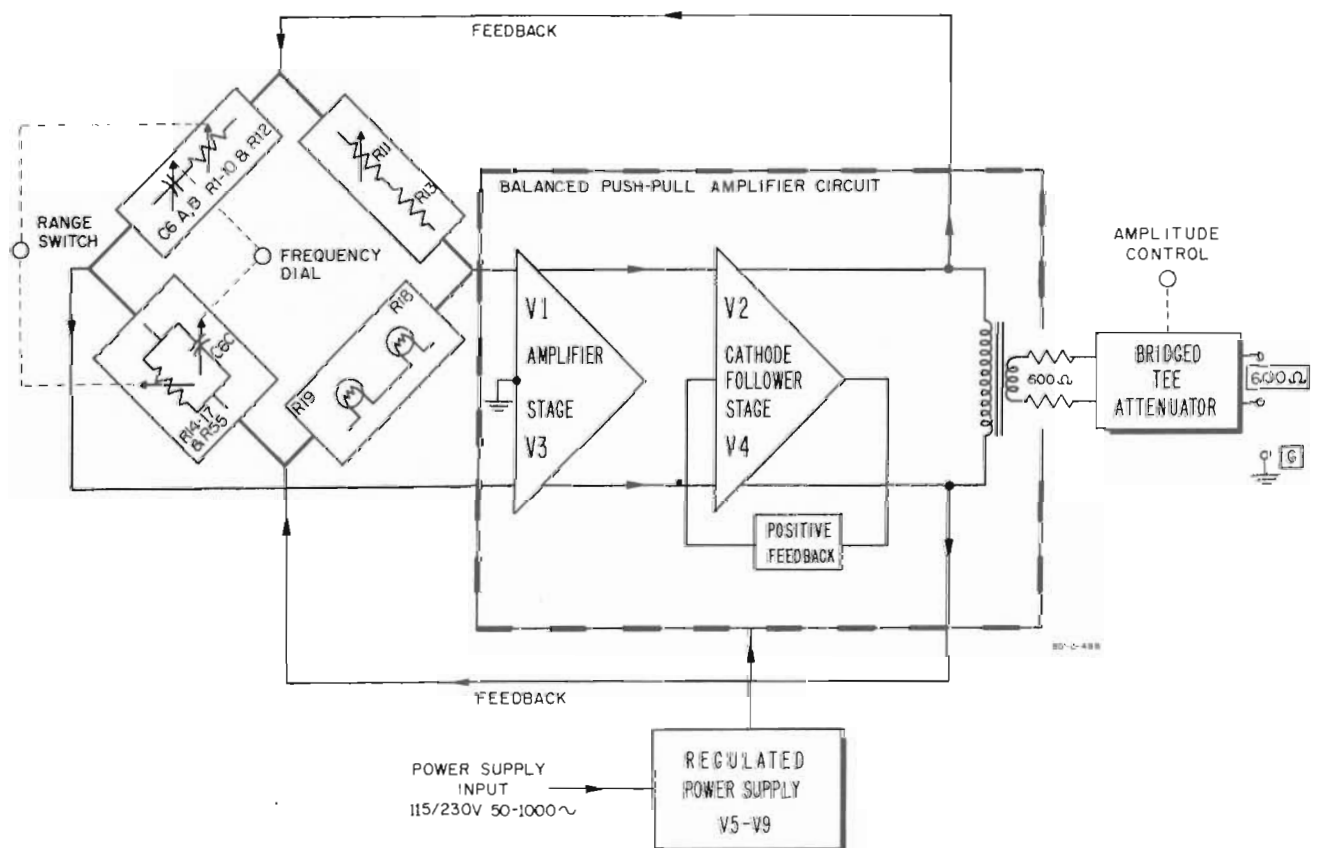 FEEDBACK
C6 A,B R1-10 & R12
R11
R13
BALANCED PUSH-PULL AMPLIFIER CIRCUIT
RANGE
SWITCH
FREQUENCY
DIAL
AMPLITUDE
CONTROL
C6C
R14-17
& R55
R18
R19
V1
AMPLIFIER
STAGE
V3
V2
CATHODE
FOLLOWER
STAGE
V4
600Ω
BRIDGED
TEE
ATTENUATOR
600Ω
G
POSITIVE
FEEDBACK
FEEDBACK
POWER SUPPLY
INPUT
115/230V 50-1000~
REGULATED
POWER SUPPLY
V5-V9